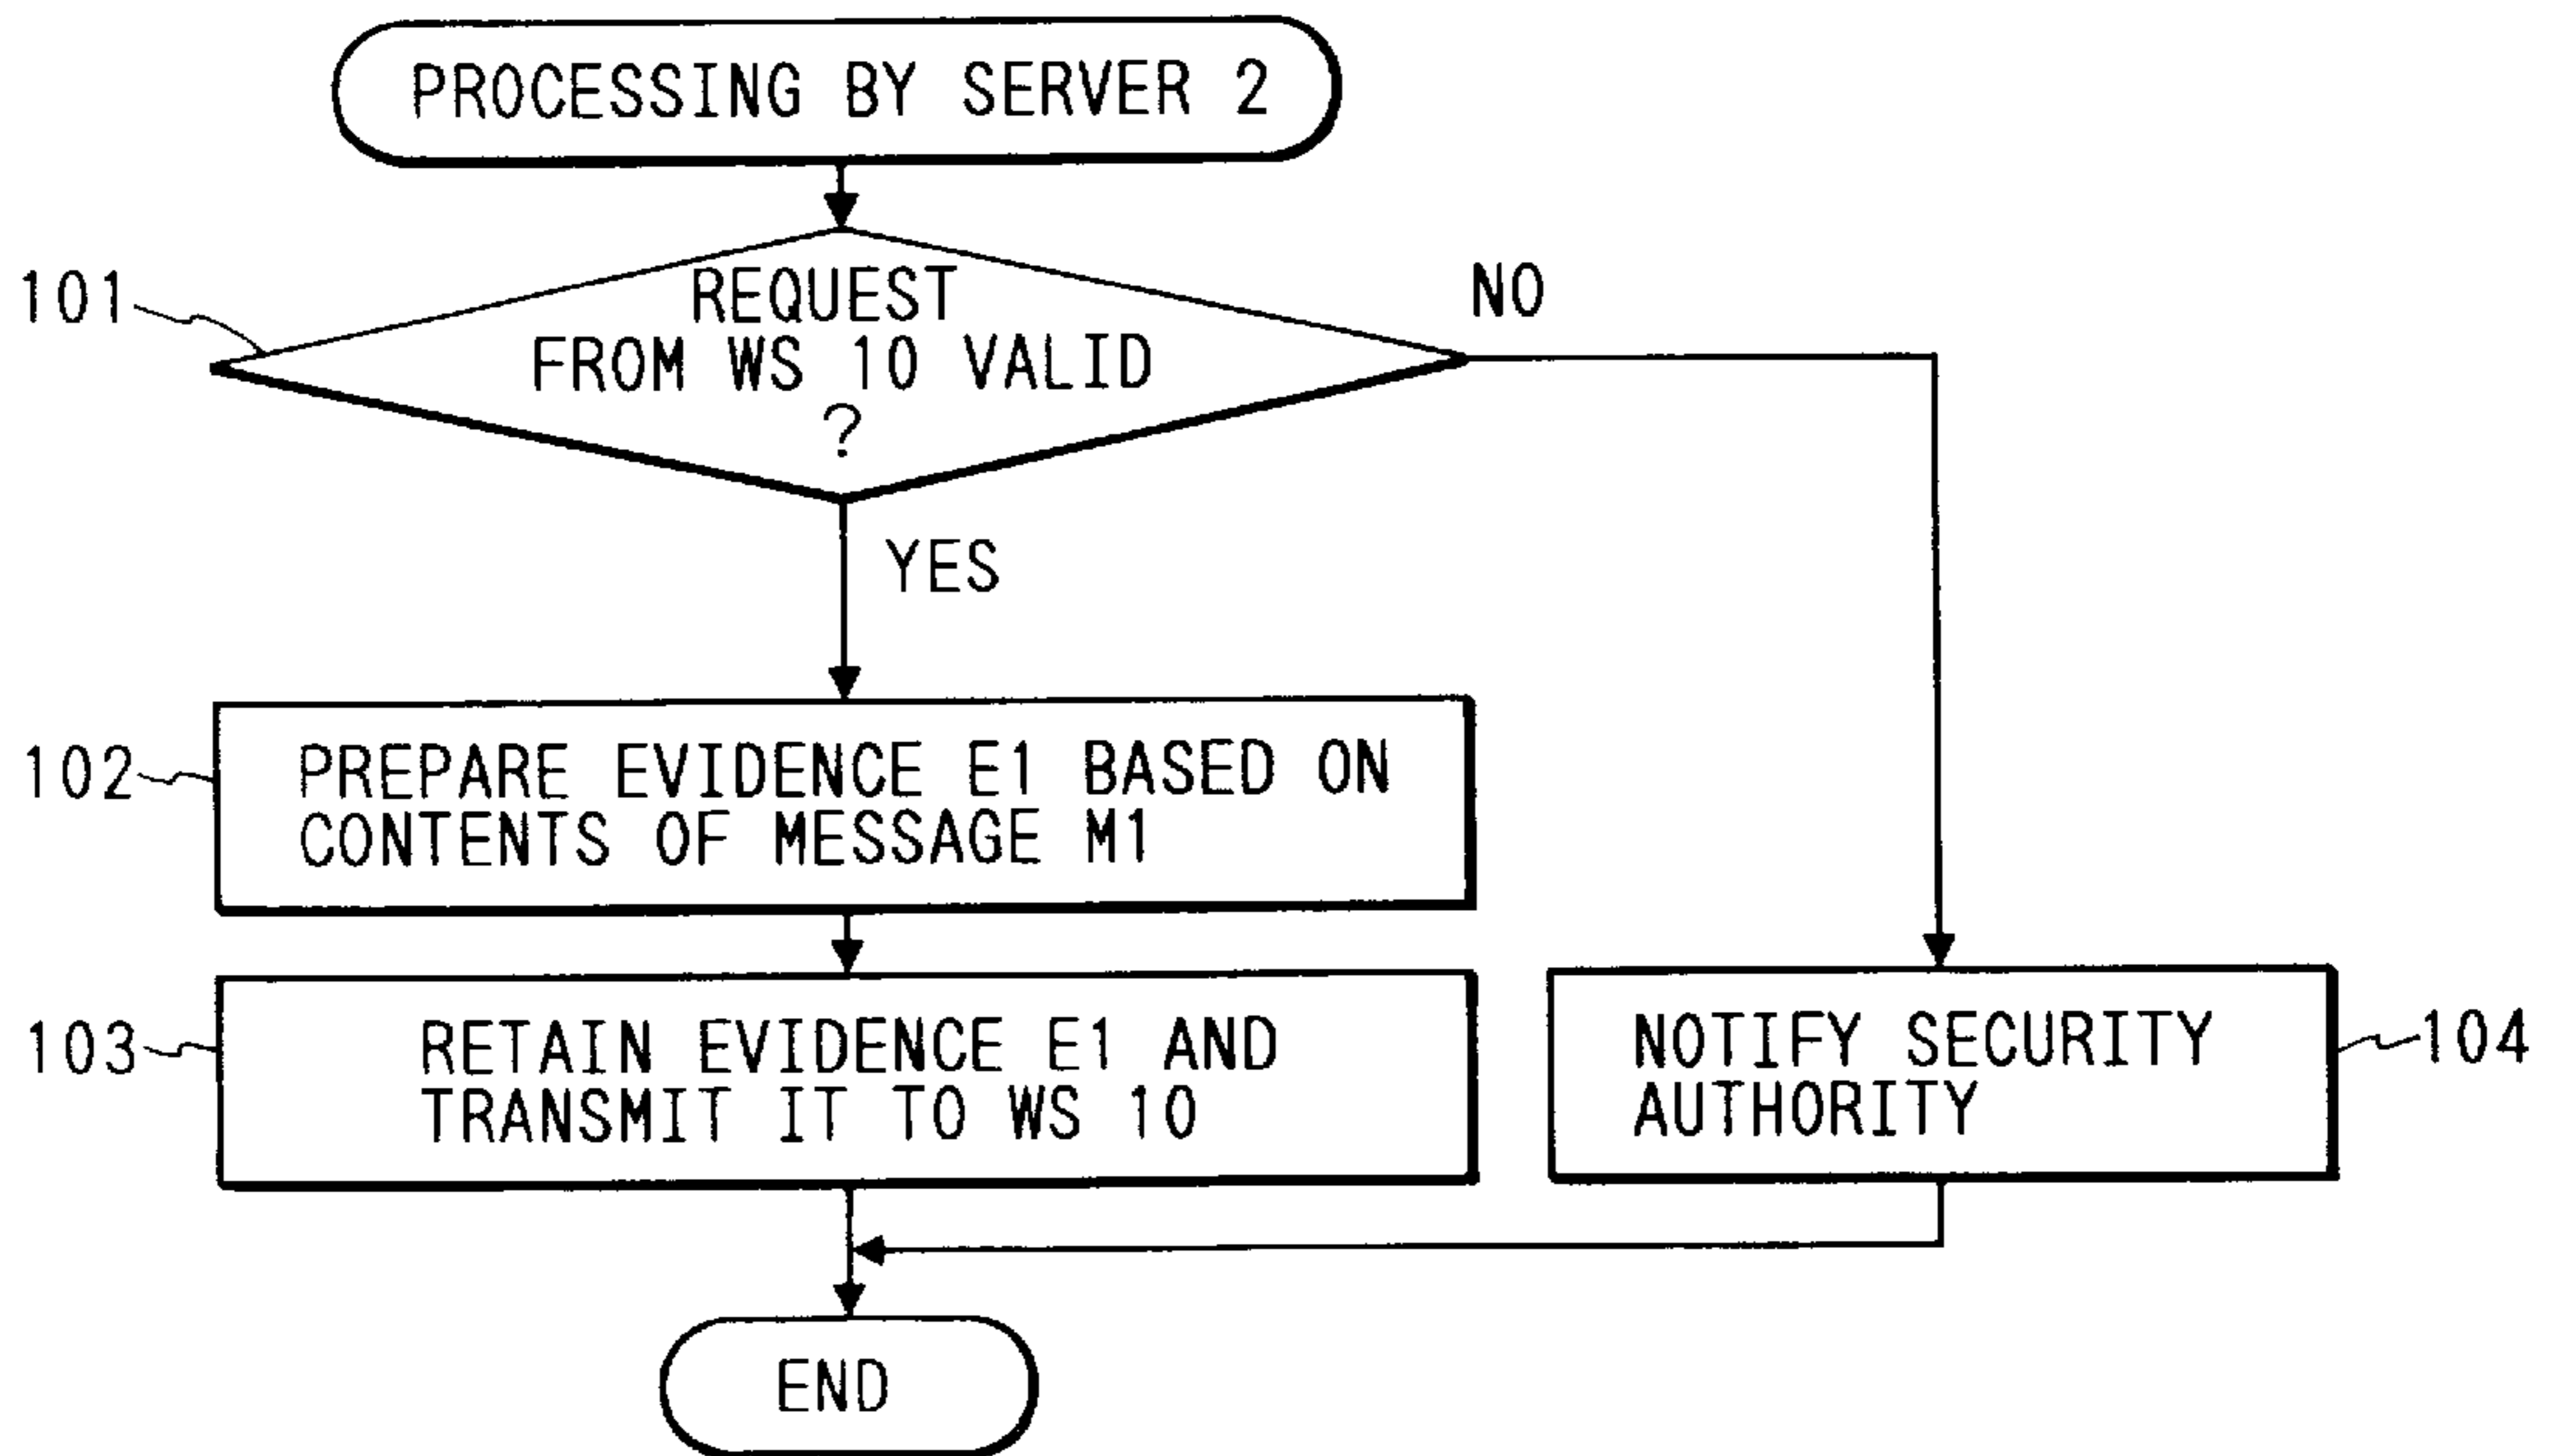 PROCESSING BY SERVER 2
101
REQUEST
FROM WS 10 VALID
?
NO
YES
102
PREPARE EVIDENCE E1 BASED ON
CONTENTS OF MESSAGE M1
103
RETAIN EVIDENCE E1 AND
TRANSMIT IT TO WS 10
NOTIFY SECURITY
AUTHORITY
104
END